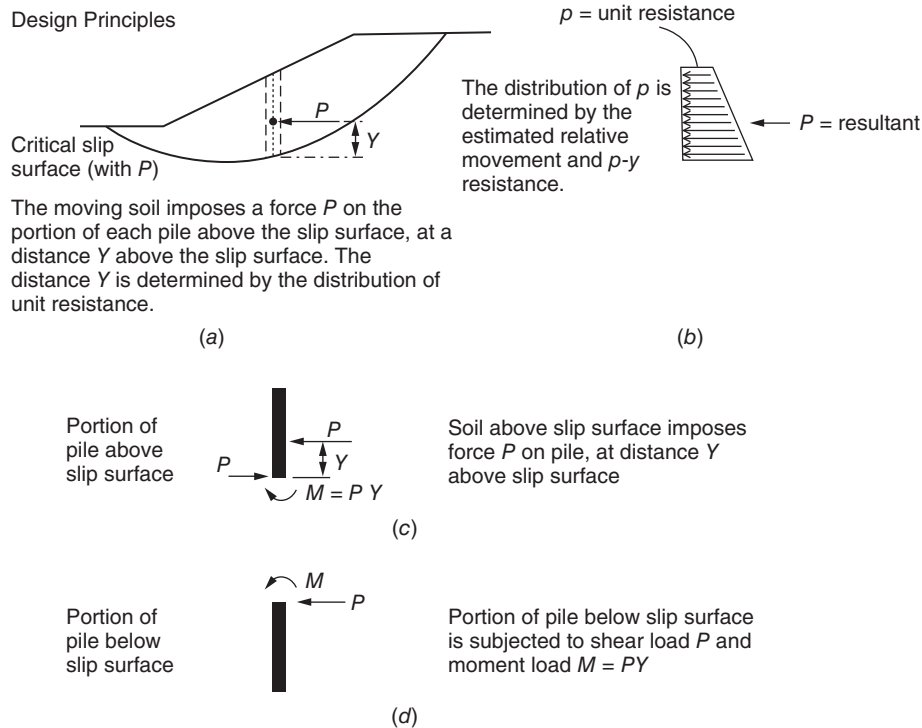 Design Principles
P
Y
Critical slip
surface (with P)
The moving soil imposes a force P on the
portion of each pile above the slip surface, at a
distance Y above the slip surface. The
distance Y is determined by the distribution of
unit resistance.
(a)
p = unit resistance
The distribution of p is
determined by the
estimated relative
movement and p-y
resistance.
P = resultant
(b)
Portion of
pile above
slip surface
P
P
Y
M = P Y
Soil above slip surface imposes
force P on pile, at distance Y
above slip surface
(c)
Portion of
pile below
slip surface
M
P
Portion of pile below slip surface
is subjected to shear load P and
moment load M = PY
(d)